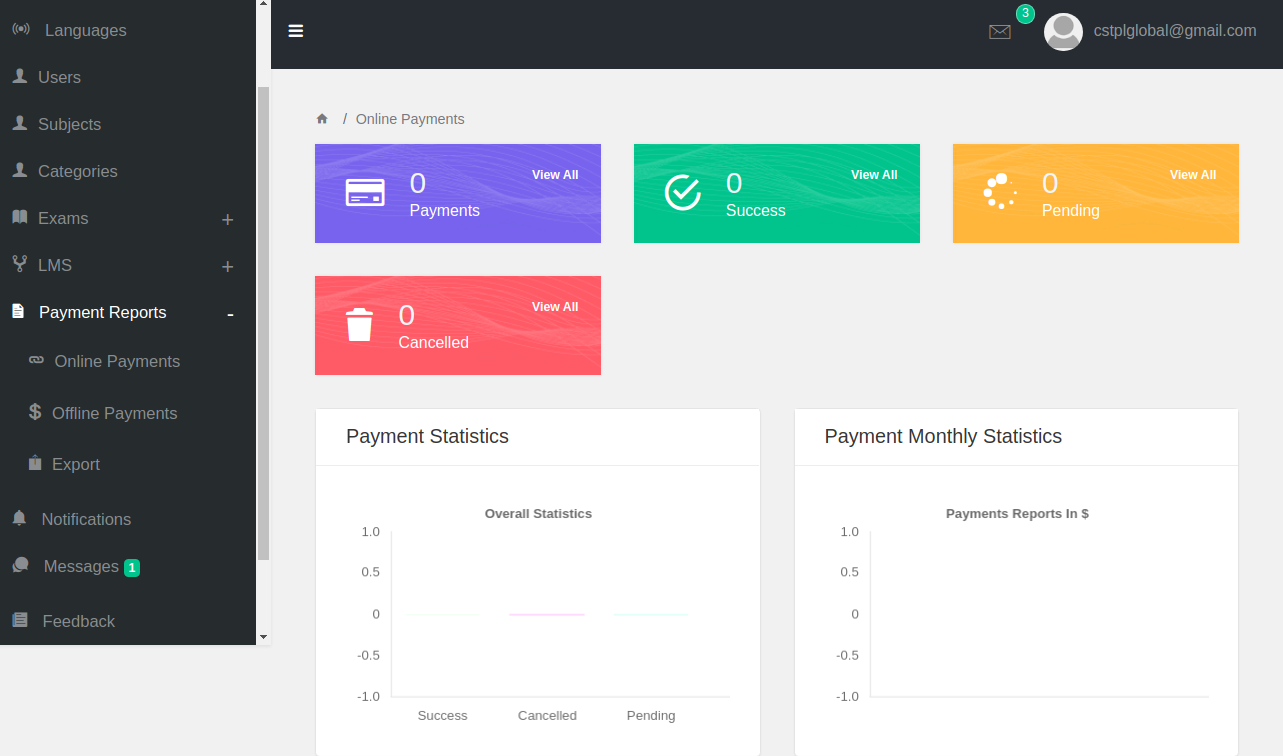 3
cstplglobal@gmail.com
Languages
Users
Subjects
Categories
Exams +
LMS +
Payment Reports -
Online Payments
Offline Payments
Export
Notifications
Messages 1
Feedback
/ Online Payments
0
Payments
View All
0
Success
View All
0
Pending
View All
0
Cancelled
View All
Payment Statistics
Overall Statistics
1.0
0.5
0
-0.5
-1.0
Success Cancelled Pending
Payment Monthly Statistics
Payments Reports In $
1.0
0.5
0
-0.5
-1.0